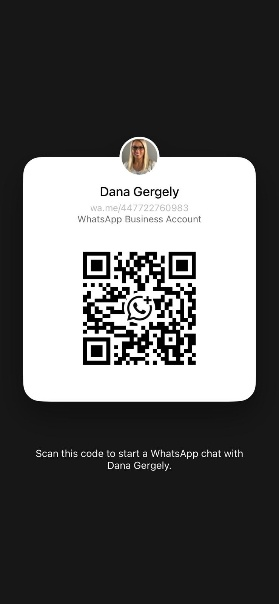 Dana Gergely
wa.me/447722760983
WhatsApp Business Account
Scan this code to start a WhatsApp chat with
Dana Gergely.